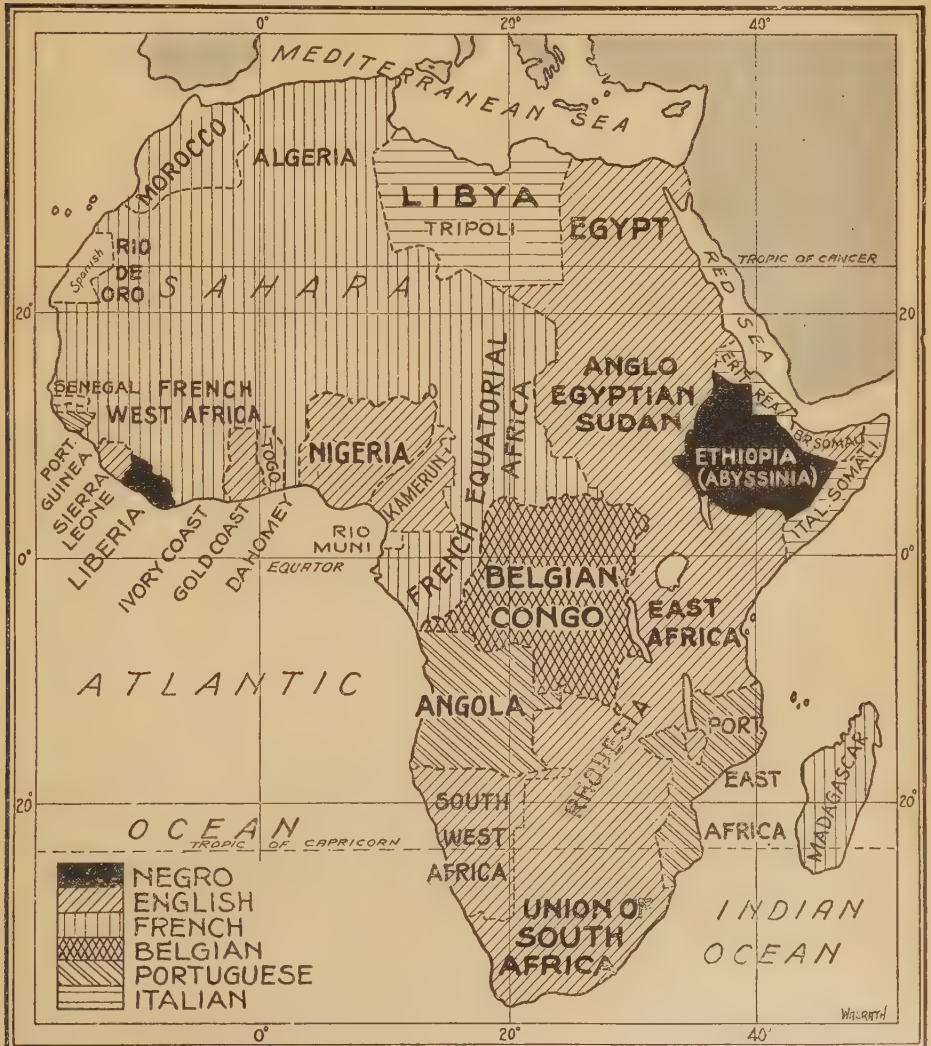 0°
20°
40°
MEDITERRANEAN SEA
MOROCCO
ALGERIA
LIBYA
TRIPOLI
EGYPT
RED SEA
TROPIC OF CANCER
Spanish
RIO
DE
ORO
SAHARA
20°
20°
SENEGAL
FRENCH
WEST AFRICA
NIGERIA
KAMERUN
TOGO
FRENCH EQUATORIAL
AFRICA
ANGLO
EGYPTIAN
SUDAN
ERITREA
ETHIOPIA
(ABYSSINIA)
BR SOMALI
ITAL. SOMALI.
PORT.
GUINEA
SIERRA
LEONE
LIBERIA
IVORY COAST
GOLD COAST
DAHOMEY
RIO
MUNI
EQUATOR
0°
0°
BELGIAN
CONGO
EAST
AFRICA
ATLANTIC
OCEAN
ANGOLA
RHODESIA
PORT
EAST
AFRICA
MADAGASCAR
20°
20°
SOUTH
WEST
AFRICA
TROPIC OF CAPRICORN
UNION OF
SOUTH
AFRICA
INDIAN
OCEAN
NEGRO
ENGLISH
FRENCH
BELGIAN
PORTUGUESE
ITALIAN
WALRATH
0°
20°
40°